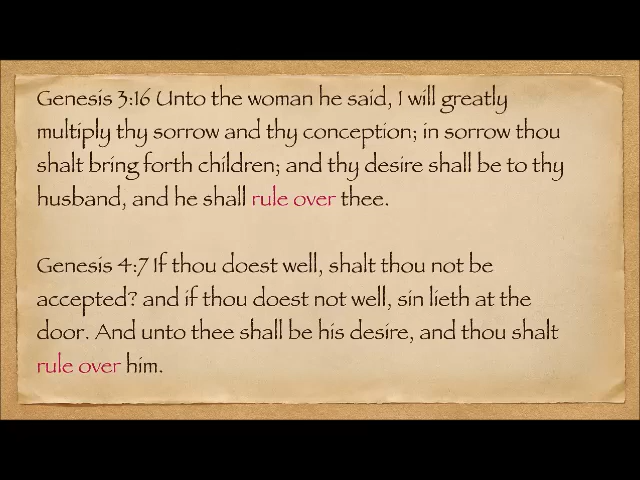 Genesis 3:16 Unto the woman he said, I will greatly
multiply thy sorrow and thy conception; in sorrow thou
shalt bring forth children; and thy desire shall be to thy
husband, and he shall rule over thee.
Genesis 4:7 If thou doest well, shalt thou not be
accepted? and if thou doest not well, sin lieth at the
door. And unto thee shall be his desire, and thou shalt
rule over him.